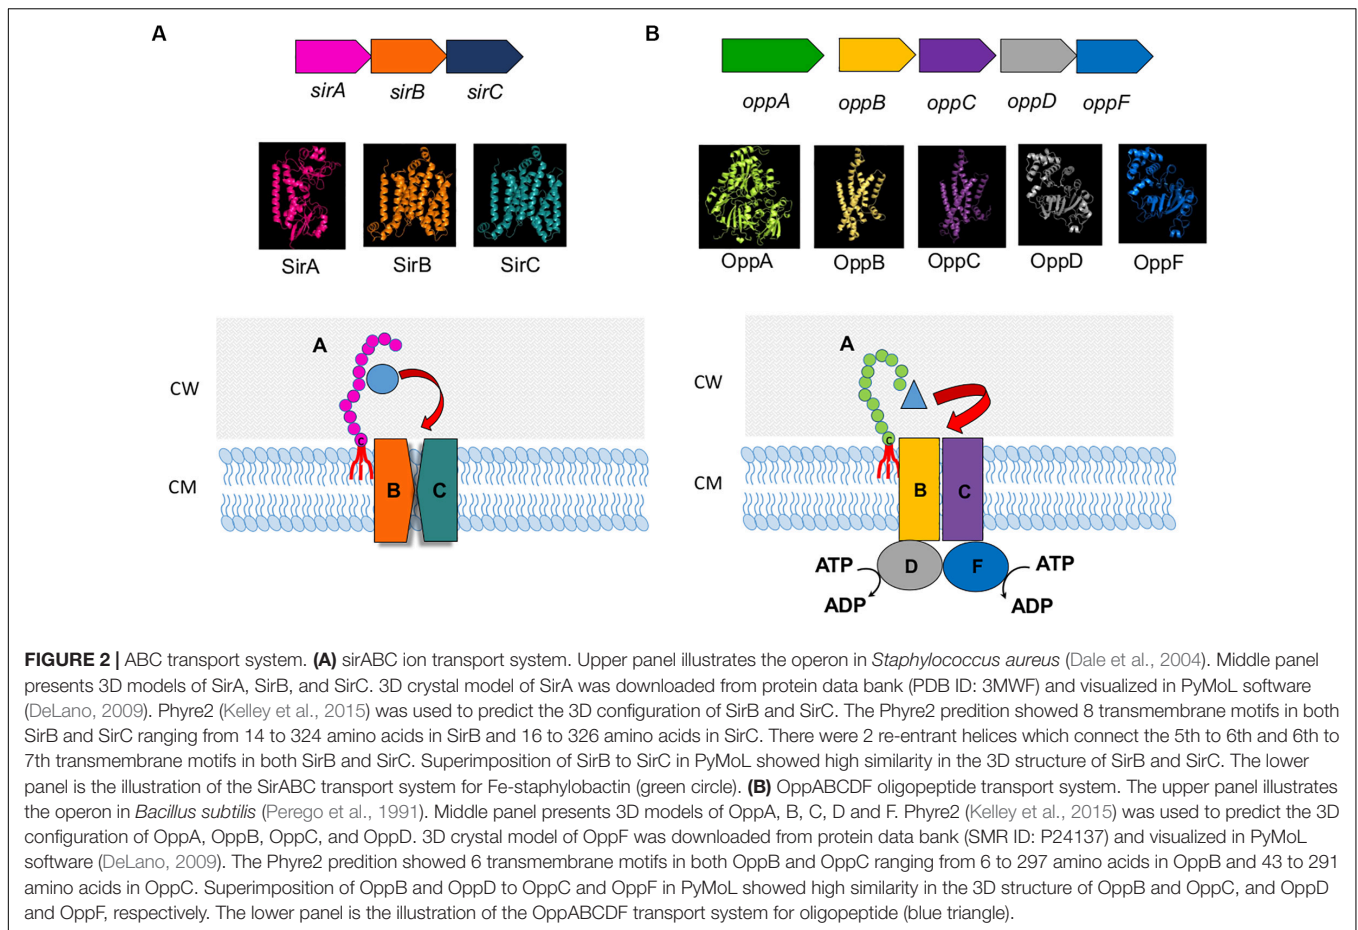 A
B
sirA sirB sirC
oppA oppB oppC oppD oppF
SirA SirB SirC
OppA OppB OppC OppD OppF
A
CW
C
CM
B C
A
CW
C
CM
B C
D F
ATP
ADP
ATP
ADP
FIGURE 2 | ABC transport system. (A) sirABC ion transport system. Upper panel illustrates the operon in Staphylococcus aureus (Dale et al., 2004). Middle panel
presents 3D models of SirA, SirB, and SirC. 3D crystal model of SirA was downloaded from protein data bank (PDB ID: 3MWF) and visualized in PyMoL software
(DeLano, 2009). Phyre2 (Kelley et al., 2015) was used to predict the 3D configuration of SirB and SirC. The Phyre2 predition showed 8 transmembrane motifs in both
SirB and SirC ranging from 14 to 324 amino acids in SirB and 16 to 326 amino acids in SirC. There were 2 re-entrant helices which connect the 5th to 6th and 6th to
7th transmembrane motifs in both SirB and SirC. Superimposition of SirB to SirC in PyMoL showed high similarity in the 3D structure of SirB and SirC. The lower
panel is the illustration of the SirABC transport system for Fe-staphylobactin (green circle). (B) OppABCDF oligopeptide transport system. The upper panel illustrates
the operon in Bacillus subtilis (Perego et al., 1991). Middle panel presents 3D models of OppA, B, C, D and F. Phyre2 (Kelley et al., 2015) was used to predict the 3D
configuration of OppA, OppB, OppC, and OppD. 3D crystal model of OppF was downloaded from protein data bank (SMR ID: P24137) and visualized in PyMoL
software (DeLano, 2009). The Phyre2 predition showed 6 transmembrane motifs in both OppB and OppC ranging from 6 to 297 amino acids in OppB and 43 to 291
amino acids in OppC. Superimposition of OppB and OppD to OppC and OppF in PyMoL showed high similarity in the 3D structure of OppB and OppC, and OppD
and OppF, respectively. The lower panel is the illustration of the OppABCDF transport system for oligopeptide (blue triangle).